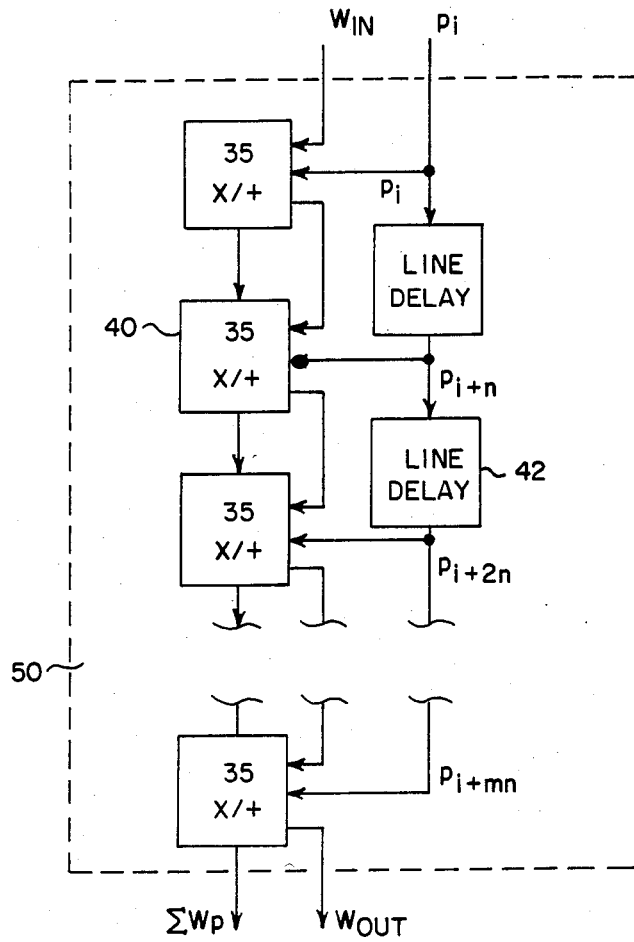 W_IN p_i
35
X/+
p_i
LINE
DELAY
40
35
X/+
p_i+n
LINE
DELAY
42
35
X/+
p_i+2n
50
35
X/+
p_i+mn
ΣWp W_OUT